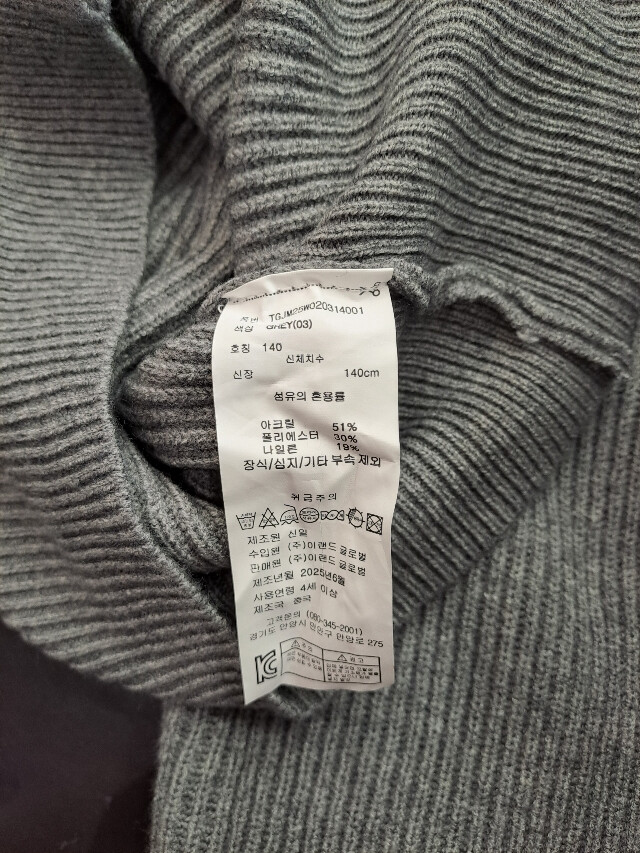 품번 TGJM25W020314001
색상 GREY(03)
호칭 140
신체치수
신장 140cm
섬유의 혼용률
아크릴 51%
폴리에스터 30%
나일론 19%
장식/심지/기타 부속 제외
취급주의
제조원 신일
수입원 (주)이랜드 글로벌
판매원 (주)이랜드 글로벌
제조년월 2025년6월
사용연령 4세 이상
제조국 중국
고객문의 (080-345-2001)
경기도 안양시 만안구 안양로 275